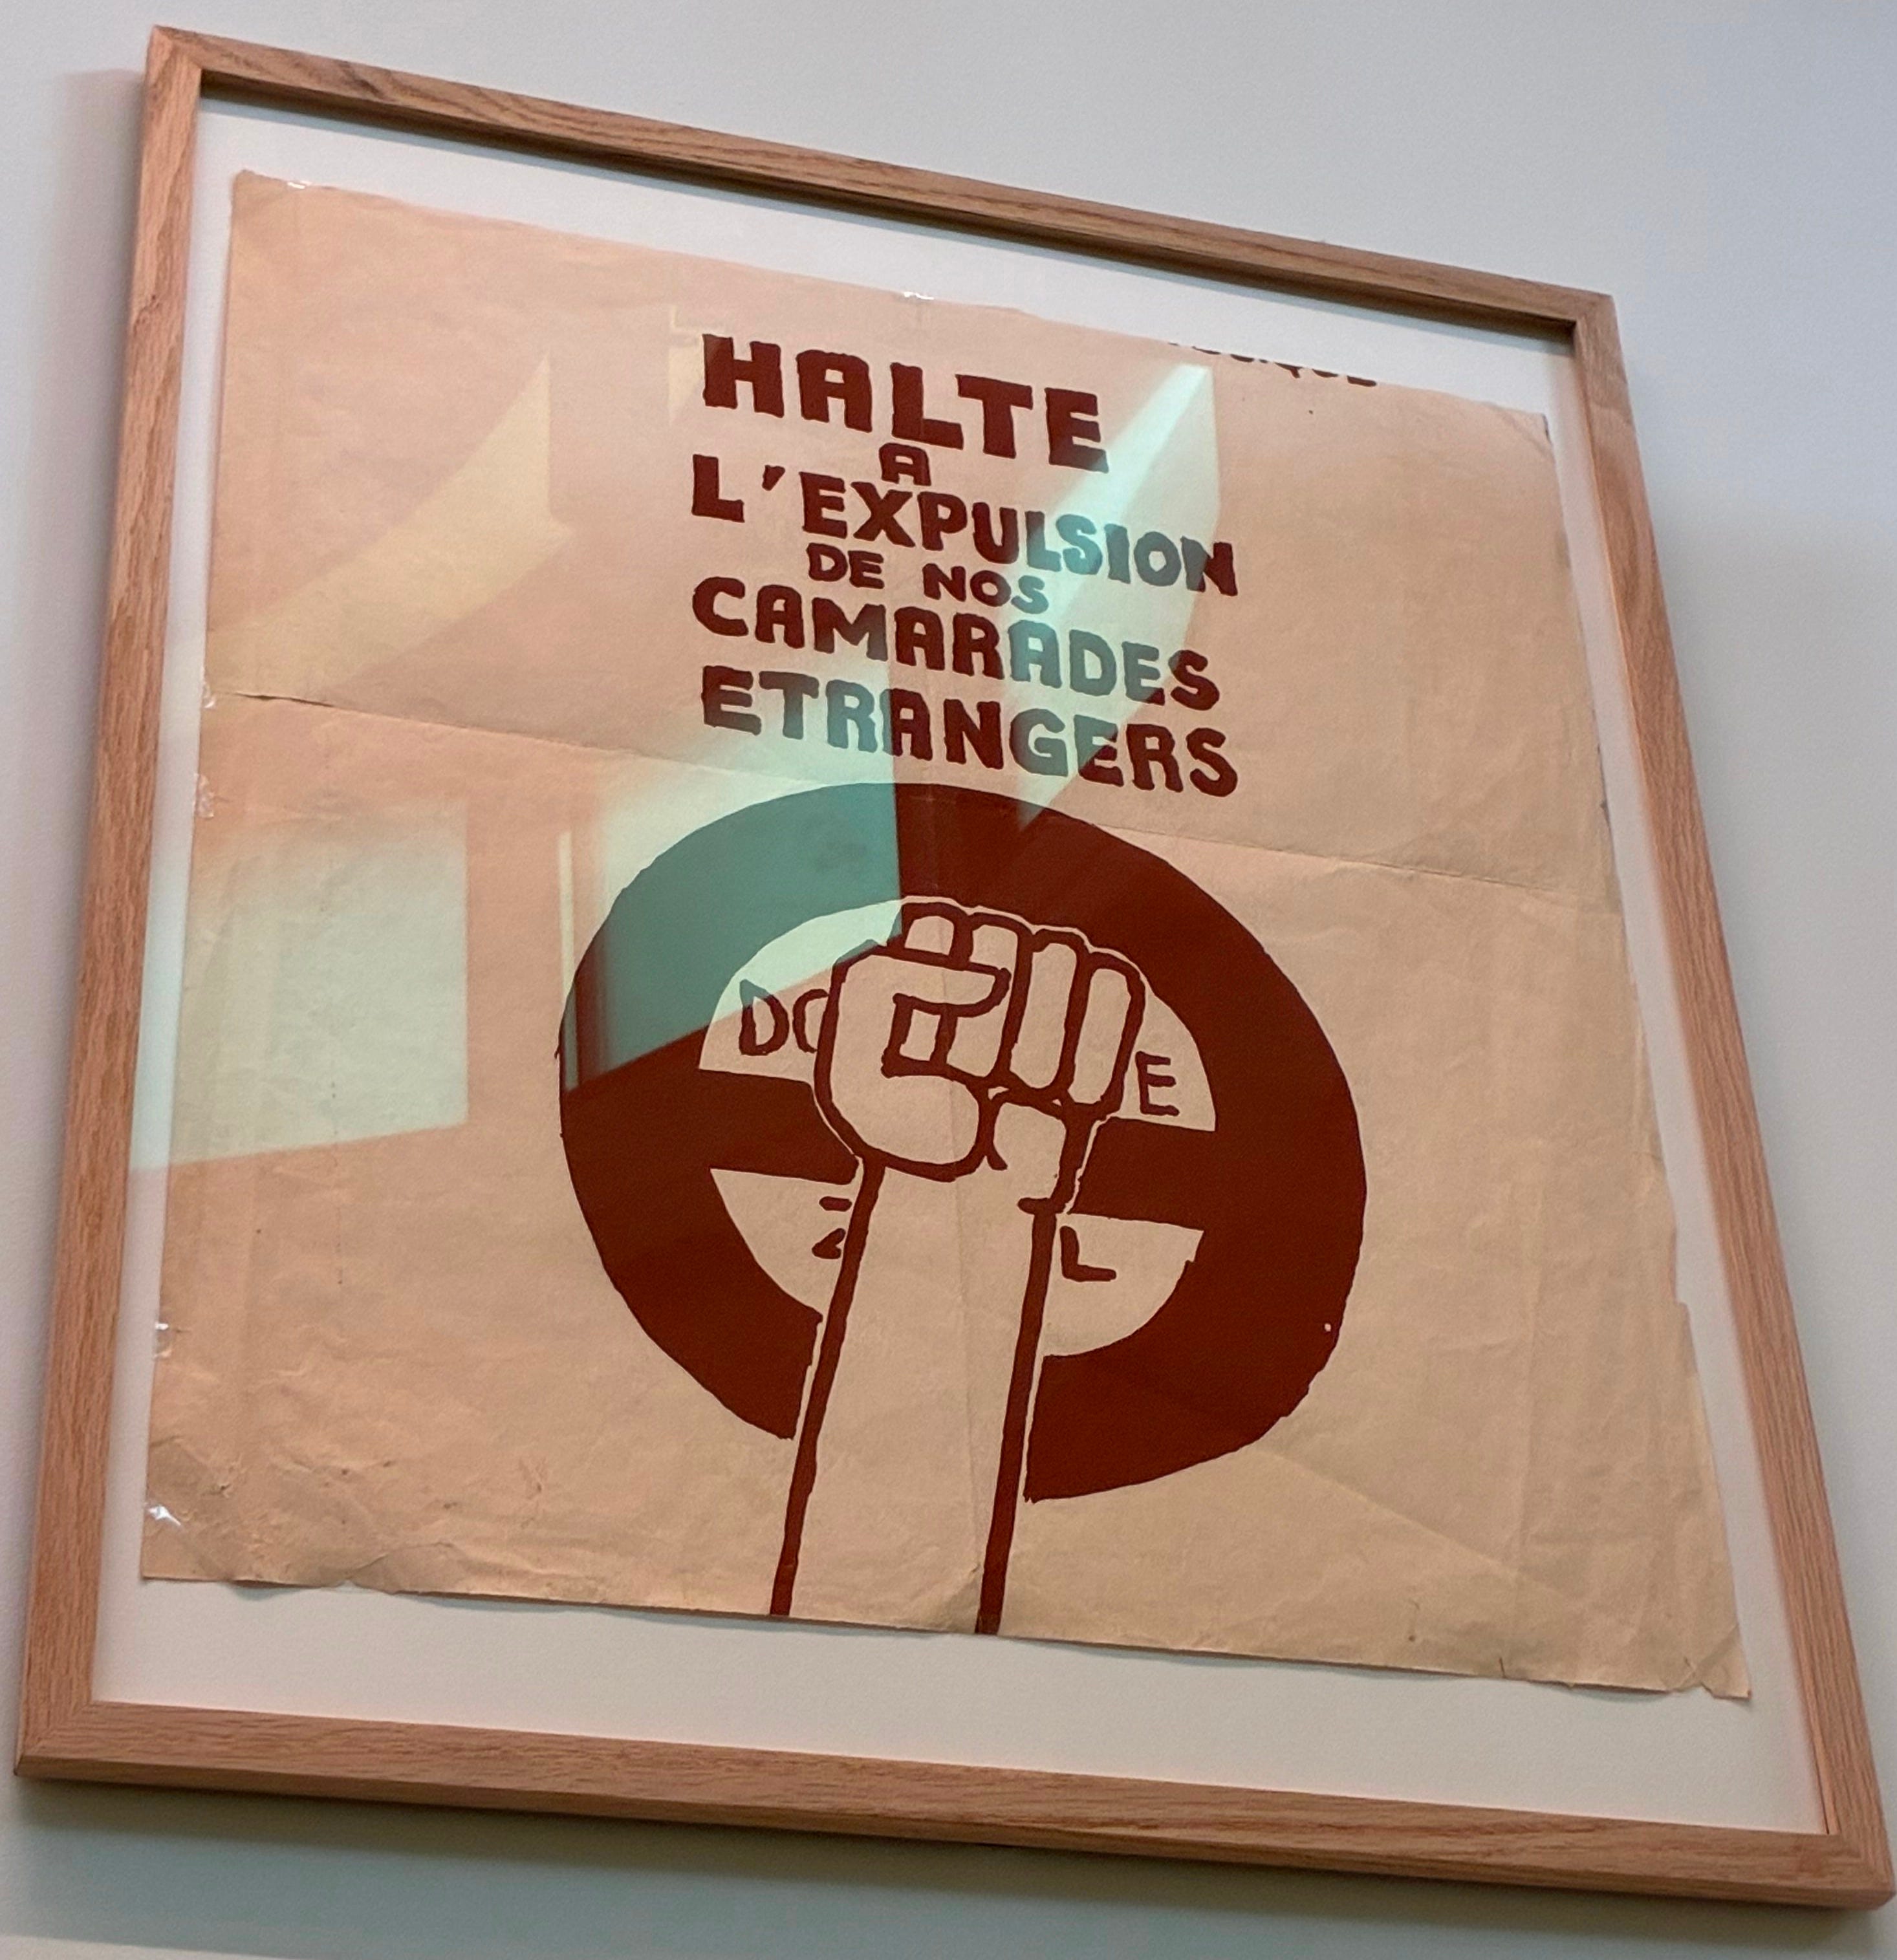 HALTE
A
L'EXPULSION
DE NOS
CAMARADES
ETRANGERS